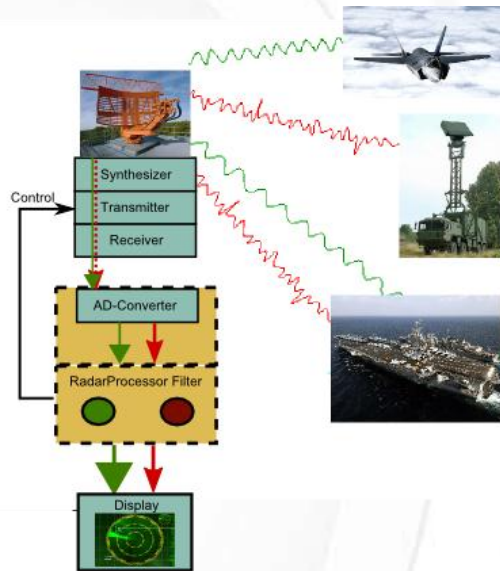 Synthesizer
Control
Transmitter
Receiver
AD-Converter
RadarProcessor Filter
Display